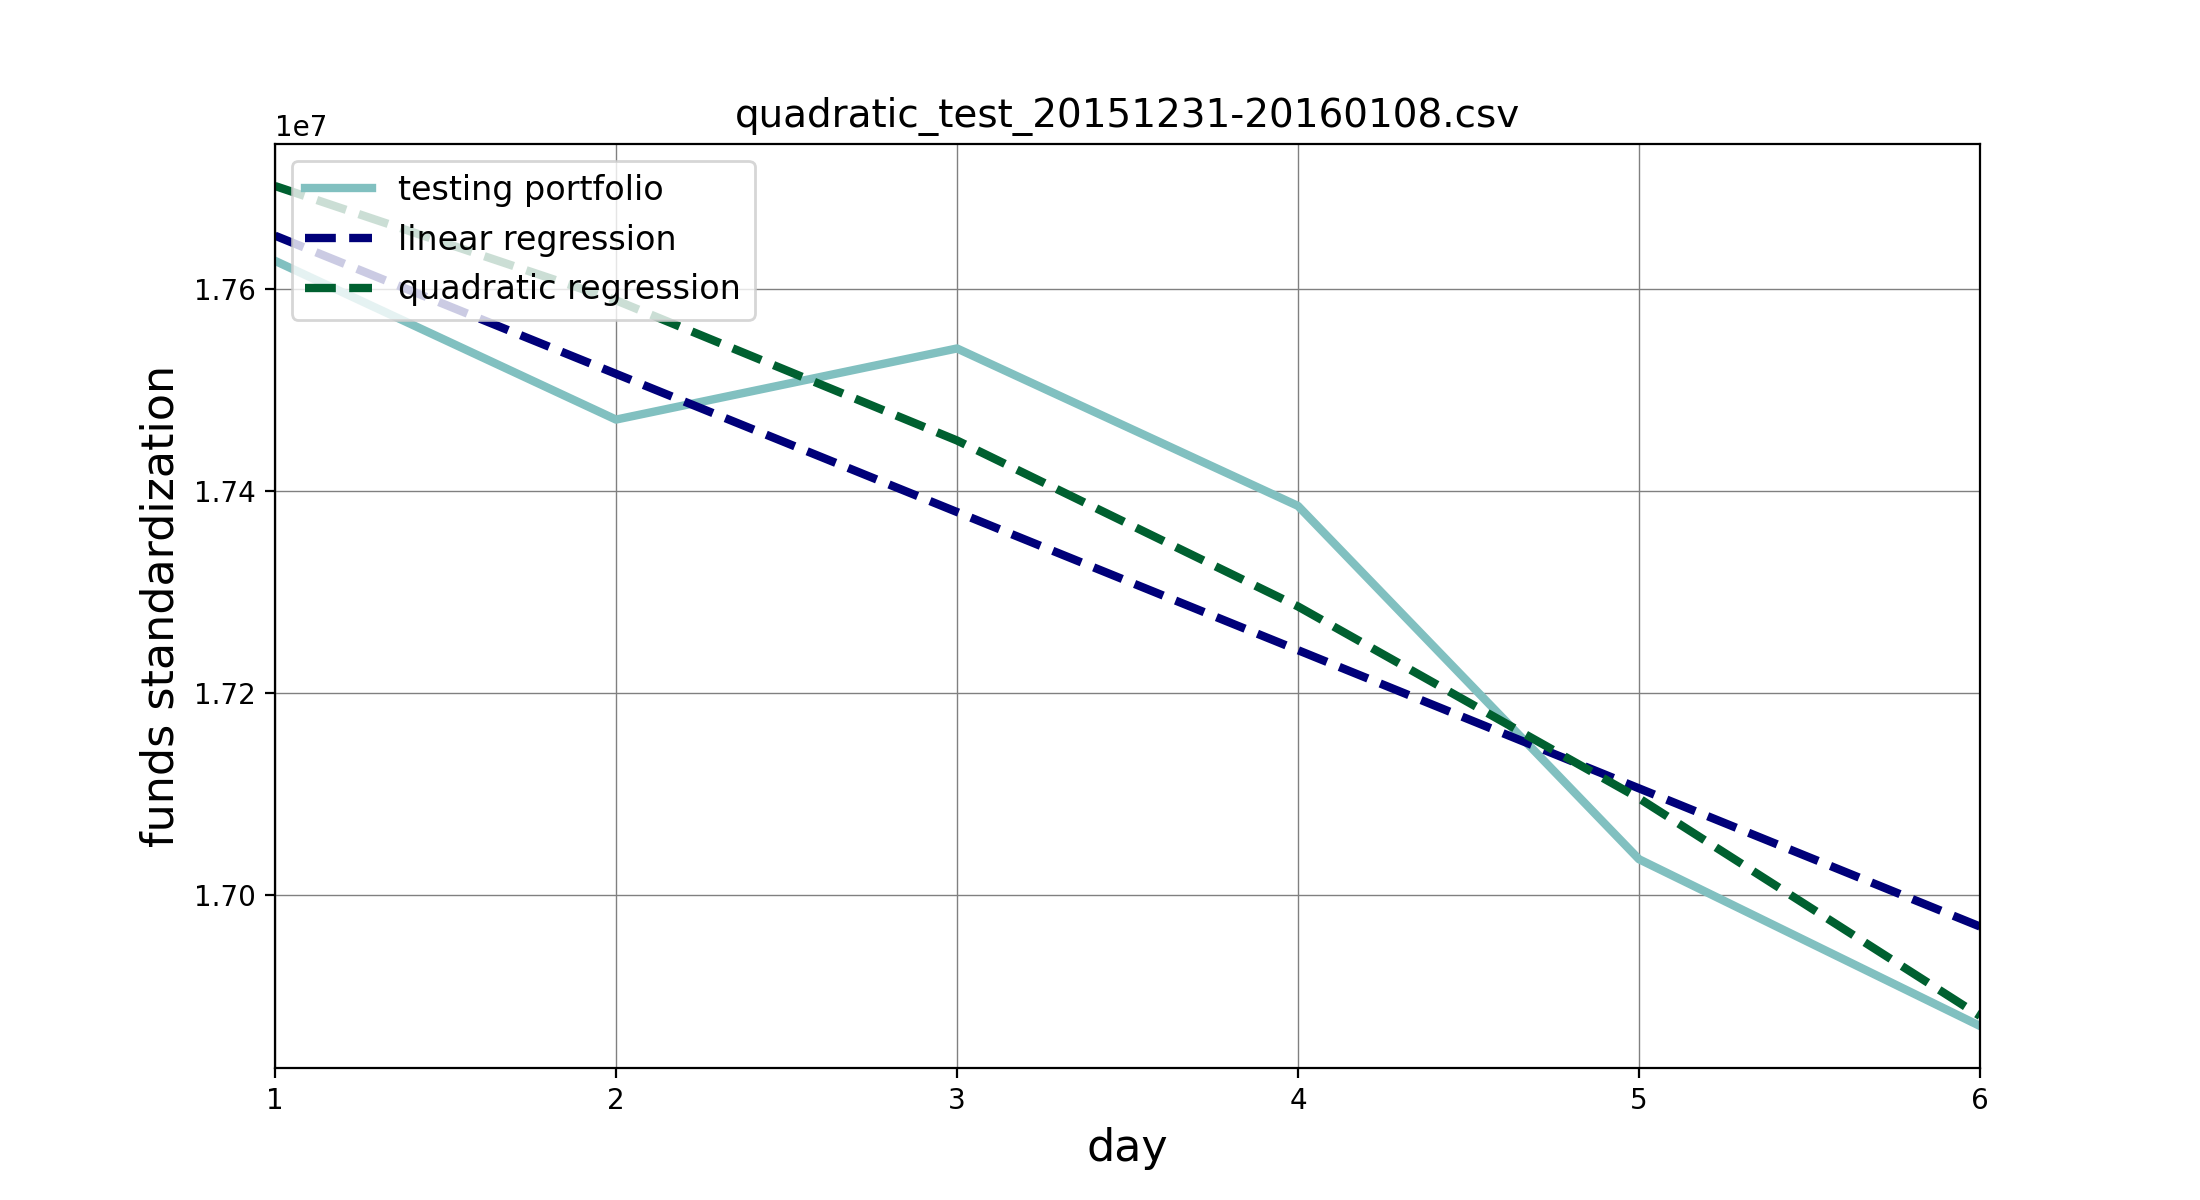 quadratic_test_20151231-20160108.csv
1e7
testing portfolio
linear regression
quadratic regression
1.76
1.74
1.72
1.70
funds standardization
1 2 3 4 5 6
day